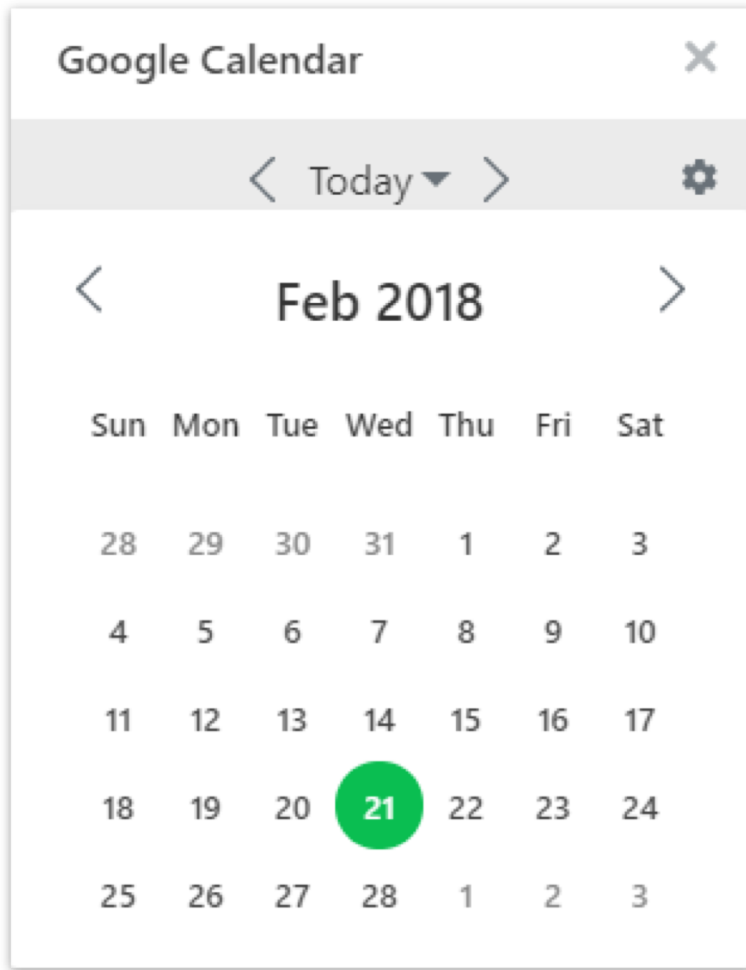 Google Calendar
Today
Feb 2018
Sun Mon Tue Wed Thu Fri Sat
28 29 30 31 1 2 3
4 5 6 7 8 9 10
11 12 13 14 15 16 17
18 19 20 21 22 23 24
25 26 27 28 1 2 3